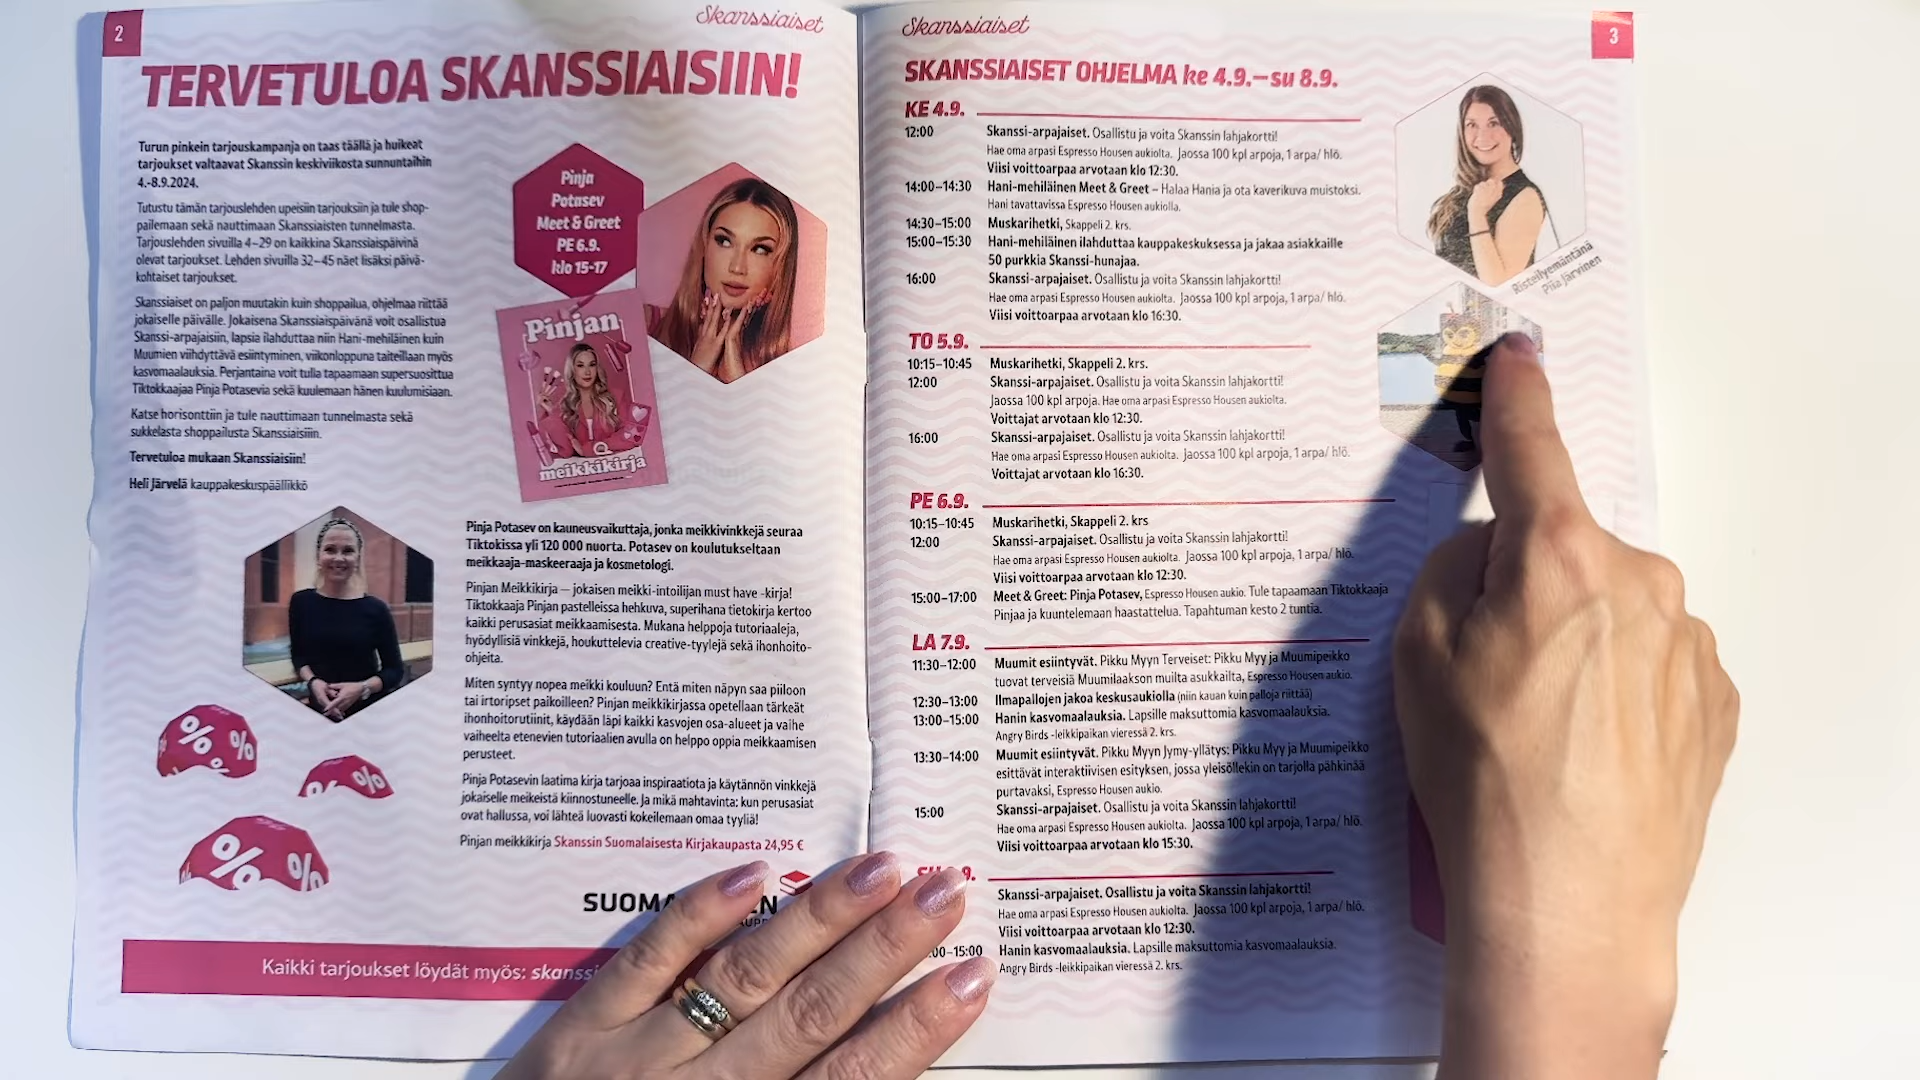 2
Skanssiaiset
TERVETULOA SKANSSIAISIIN!
Turun pinkein tarjouskampanja on taas täällä ja huikeat
tarjoukset valtaavat Skanssin keskiviikosta sunnuntaihin
4.-8.9.2024.
Tutustu tämän tarjouslehden upeisiin tarjouksiin ja tule shop-
pailemaan sekä nauttimaan Skanssiaisten tunnelmasta.
Tarjouslehden sivuilla 4–29 on kaikkina Skanssiaispäivinä
olevat tarjoukset. Lehden sivuilla 32–45 näet lisäksi päivä-
kohtaiset tarjoukset.
Skanssiaiset on paljon muutakin kuin shoppailua, ohjelmaa riittää
jokaiselle päivälle. Jokaisena Skanssiaispäivänä voit osallistua
Skanssi-arpajaisiin, lapsia ilahduttaa niin Hani-mehiläinen kuin
Muumien viihdyttävä esiintyminen, viikonloppuna taiteillaan myös
kasvomaalauksia. Perjantaina voit tulla tapaamaan supersuosittua
Tiktokkaajaa Pinja Potasevia sekä kuulemaan hänen kuulumisiaan.
Katse horisonttiin ja tule nauttimaan tunnelmasta sekä
sukkelasta shoppailusta Skanssiaisiin.
Tervetuloa mukaan Skanssiaisiin!
Heli Järvelä kauppakeskuspäällikkö
Pinja
Potasev
Meet & Greet
PE 6.9.
klo 15-17
Pinjan
meikkikirja
Pinja Potasev on kauneusvaikuttaja, jonka meikkivinkkejä seuraa
Tiktokissa yli 120 000 nuorta. Potasev on koulutukseltaan
meikkaaja-maskeeraaja ja kosmetologi.
Pinjan Meikkikirja — jokaisen meikki-intoilijan must have -kirja!
Tiktokkaaja Pinjan pastelleissa hehkuva, superihana tietokirja kertoo
kaikki perusasiat meikkaamisesta. Mukana helppoja tutoriaaleja,
hyödyllisiä vinkkejä, houkuttelevia creative-tyylejä sekä ihonhoito-
ohjeita.
Miten syntyy nopea meikki kouluun? Entä miten näpyn saa piiloon
tai irtoripset paikoilleen? Pinjan meikkikirjassa opetellaan tärkeät
ihonhoitorutiinit, käydään läpi kaikki kasvojen osa-alueet ja vaihe
vaiheelta etenevien tutoriaalien avulla on helppo oppia meikkaamisen
perusteet.
Pinja Potasevin laatima kirja tarjoaa inspiraatiota ja käytännön vinkkejä
jokaiselle meikeistä kiinnostuneelle. Ja mikä mahtavinta: kun perusasiat
ovat hallussa, voi lähteä luovasti kokeilemaan omaa tyyliä!
Pinjan meikkikirja Skanssin Suomalaisesta Kirjakaupasta 24,95 €
% %
%
% %
Kaikki tarjoukset löydät myös:
Skanssiaiset
3
SKANSSIAISET OHJELMA ke 4.9.–su 8.9.
KE 4.9.
12:00 Skanssi-arpajaiset. Osallistu ja voita Skanssin lahjakortti!
Hae oma arpasi Espresso Housen aukiolta. Jaossa 100 kpl arpoja, 1 arpa/ hlö.
Viisi voittoarpaa arvotaan klo 12:30.
14:00–14:30 Hani-mehiläinen Meet & Greet – Halaa Hania ja ota kaverikuva muistoksi.
Hani tavattavissa Espresso Housen aukiolla.
14:30–15:00 Muskarihetki, Skappeli 2. krs.
15:00–15:30 Hani-mehiläinen ilahduttaa kauppakeskuksessa ja jakaa asiakkaille
50 purkkia Skanssi-hunajaa.
16:00 Skanssi-arpajaiset. Osallistu ja voita Skanssin lahjakortti!
Hae oma arpasi Espresso Housen aukiolta. Jaossa 100 kpl arpoja, 1 arpa/ hlö.
Viisi voittoarpaa arvotaan klo 16:30.
TO 5.9.
10:15–10:45 Muskarihetki, Skappeli 2. krs.
12:00 Skanssi-arpajaiset. Osallistu ja voita Skanssin lahjakortti!
Jaossa 100 kpl arpoja. Hae oma arpasi Espresso Housen aukiolta.
Voittajat arvotaan klo 12:30.
16:00 Skanssi-arpajaiset. Osallistu ja voita Skanssin lahjakortti!
Hae oma arpasi Espresso Housen aukiolta. Jaossa 100 kpl arpoja, 1 arpa/ hlö.
Voittajat arvotaan klo 16:30.
PE 6.9.
10:15–10:45 Muskarihetki, Skappeli 2. krs
12:00 Skanssi-arpajaiset. Osallistu ja voita Skanssin lahjakortti!
Hae oma arpasi Espresso Housen aukiolta. Jaossa 100 kpl arpoja, 1 arpa/ hlö.
Viisi voittoarpaa arvotaan klo 12:30.
15:00–17:00 Meet & Greet: Pinja Potasev, Espresso Housen aukio. Tule tapaamaan Tiktokkaaja
Pinjaa ja kuuntelemaan haastattelua. Tapahtuman kesto 2 tuntia.
LA 7.9.
11:30–12:00 Muumit esiintyvät. Pikku Myyn Terveiset: Pikku Myy ja Muumipeikko
tuovat terveisiä Muumilaakson muilta asukkailta, Espresso Housen aukio.
12:30–13:00 Ilmapallojen jakoa keskusaukiolla (niin kauan kuin palloja riittää)
13:00–15:00 Hanin kasvomaalauksia. Lapsille maksuttomia kasvomaalauksia.
Angry Birds -leikkipaikan vieressä 2. krs.
13:30–14:00 Muumit esiintyvät. Pikku Myyn Jymy-yllätys: Pikku Myy ja Muumipeikko
esittävät interaktiivisen esityksen, jossa yleisöllekin on tarjolla pähkinää
purtavaksi, Espresso Housen aukio.
15:00 Skanssi-arpajaiset. Osallistu ja voita Skanssin lahjakortti!
Hae oma arpasi Espresso Housen aukiolta. Jaossa 100 kpl arpoja, 1 arpa/ hlö.
Viisi voittoarpaa arvotaan klo 15:30.
Skanssi-arpajaiset. Osallistu ja voita Skanssin lahjakortti!
Hae oma arpasi Espresso Housen aukiolta. Jaossa 100 kpl arpoja, 1 arpa/ hlö.
Viisi voittoarpaa arvotaan klo 12:30.
Hanin kasvomaalauksia. Lapsille maksuttomia kasvomaalauksia.
Angry Birds -leikkipaikan vieressä 2. krs.
Risteilyemäntänä
Piia Järvinen